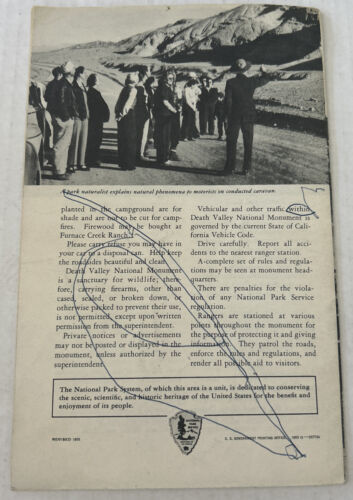 A park naturalist explains natural phenomena to motorists on conducted caravan.
planted in the campground are for
shade and are not to be cut for camp-
fires. Firewood may be bought at
Furnace Creek Ranch.
Please carry refuse you may have in
your car to a disposal can. Help keep
the roadsides beautiful and clean.
Death Valley National Monument
is a sanctuary for wildlife; there-
fore, carrying firearms, other than
cased, sealed, or broken down, or
otherwise packed to prevent their use,
is not permitted except upon written
permission from the superintendent.
Private notices or advertisements
may not be posted or displayed in the
monument, unless authorized by the
superintendent.
Vehicular and other traffic within
Death Valley National Monument is
governed by the current State of Cali­fornia
Vehicle Code.
Drive carefully. Report all acci-
dents to the nearest ranger station.
A complete set of rules and regula-
tions may be seen at monument head-
quarters.
There are penalties for the viola-
tion of any National Park Service
regulation.
Rangers are stationed at various
points throughout the monument for
the purpose of protecting it and giving
information. They patrol the roads,
enforce the rules and regulations, and
render all possible aid to visitors.
The National Park System, of which this area is a unit, is dedicated to conserving
the scenic, scientific, and historic heritage of the United States for the benefit and
enjoyment of its people.
REVISED
U. S. GOVERNMENT PRINTING OFFICE